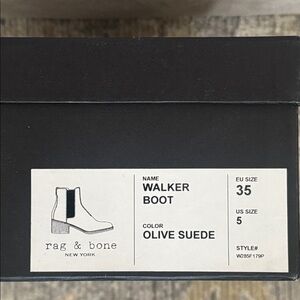 rag & bone
NEW YORK
NAME
WALKER
BOOT
COLOR
OLIVE SUEDE
EU SIZE
35
US SIZE
5
STYLE#
W285F179P